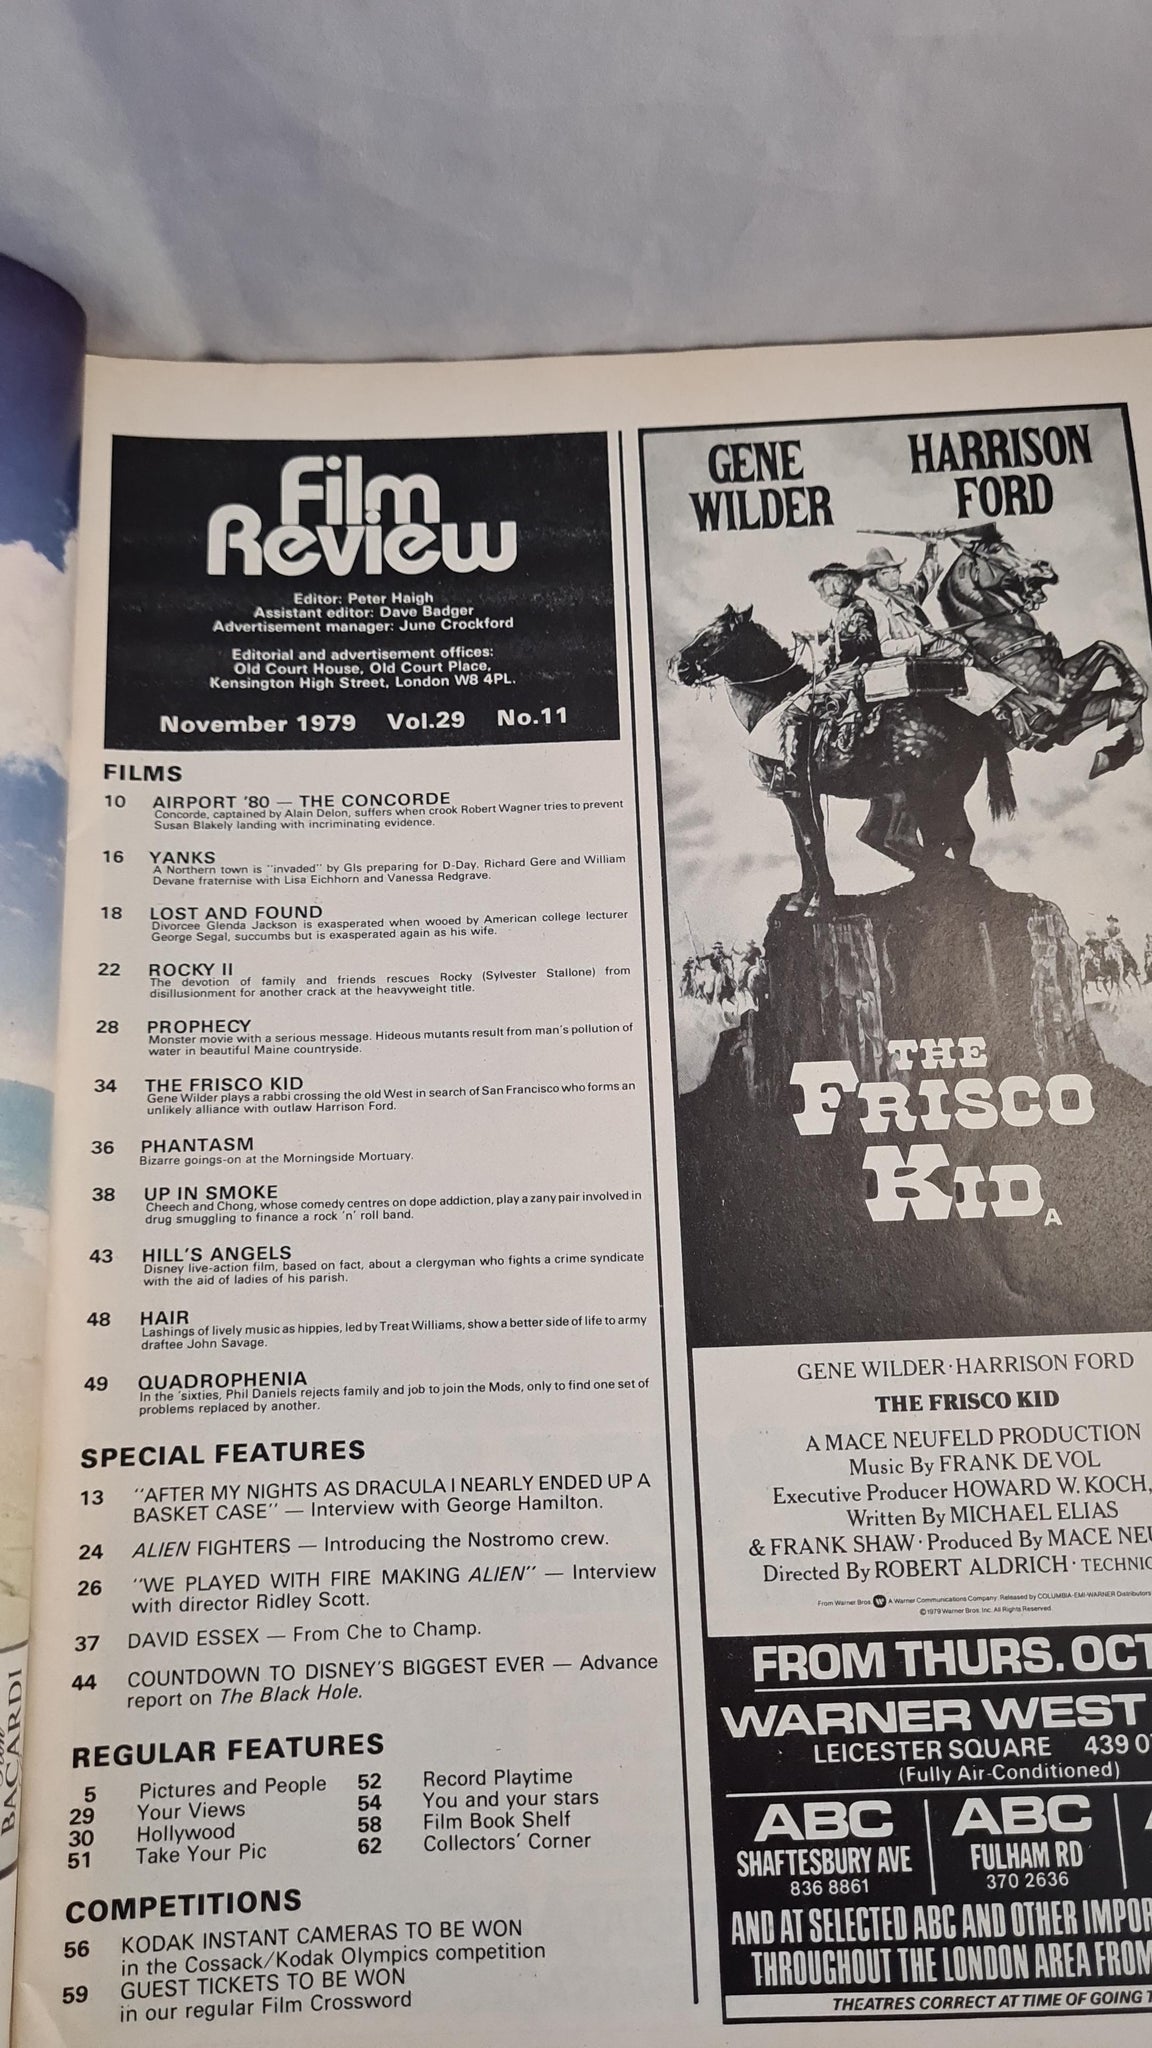 Film
Review
Editor: Peter Haigh
Assistant editor: Dave Badger
Advertisement manager: June Crockford
Editorial and advertisement offices:
Old Court House, Old Court Place,
Kensington High Street, London W8 4PL.
November 1979 Vol.29 No.11
FILMS
10 AIRPORT '80 — THE CONCORDE
Concorde, captained by Alain Delon, suffers when crook Robert Wagner tries to prevent
Susan Blakely landing with incriminating evidence.
16 YANKS
A Northern town is "invaded" by GIs preparing for D-Day. Richard Gere and William
Devane fraternise with Lisa Eichhorn and Vanessa Redgrave.
18 LOST AND FOUND
Divorcee Glenda Jackson is exasperated when wooed by American college lecturer
George Segal, succumbs but is exasperated again as his wife.
22 ROCKY II
The devotion of family and friends rescues Rocky (Sylvester Stallone) from
disillusionment for another crack at the heavyweight title.
28 PROPHECY
Monster movie with a serious message. Hideous mutants result from man's pollution of
water in beautiful Maine countryside.
34 THE FRISCO KID
Gene Wilder plays a rabbi crossing the old West in search of San Francisco who forms an
unlikely alliance with outlaw Harrison Ford.
36 PHANTASM
Bizarre goings-on at the Morningside Mortuary.
38 UP IN SMOKE
Cheech and Chong, whose comedy centres on dope addiction, play a zany pair involved in
drug smuggling to finance a rock 'n' roll band.
43 HILL'S ANGELS
Disney live-action film, based on fact, about a clergyman who fights a crime syndicate
with the aid of ladies of his parish.
48 HAIR
Lashings of lively music as hippies, led by Treat Williams, show a better side of life to army
draftee John Savage.
49 QUADROPHENIA
In the 'sixties, Phil Daniels rejects family and job to join the Mods, only to find one set of
problems replaced by another.
SPECIAL FEATURES
13 "AFTER MY NIGHTS AS DRACULA I NEARLY ENDED UP A
BASKET CASE" — Interview with George Hamilton.
24 ALIEN FIGHTERS — Introducing the Nostromo crew.
26 "WE PLAYED WITH FIRE MAKING ALIEN" — Interview
with director Ridley Scott.
37 DAVID ESSEX — From Che to Champ.
44 COUNTDOWN TO DISNEY'S BIGGEST EVER — Advance
report on The Black Hole.
REGULAR FEATURES
5 Pictures and People
29 Your Views
30 Hollywood
51 Take Your Pic
52 Record Playtime
54 You and your stars
58 Film Book Shelf
62 Collectors' Corner
COMPETITIONS
56 KODAK INSTANT CAMERAS TO BE WON
in the Cossack/Kodak Olympics competition
59 GUEST TICKETS TO BE WON
in our regular Film Crossword
GENE WILDER
HARRISON FORD
THE
FRISCO
KID A
GENE WILDER·HARRISON FORD
THE FRISCO KID
A MACE NEUFELD PRODUCTION
Music By FRANK DE VOL
Executive Producer HOWARD W. KOCH,
Written By MICHAEL ELIAS
& FRANK SHAW · Produced By MACE NEU
Directed By ROBERT ALDRICH · TECHNIC
From Warner Bros. A Warner Communications Company. Released by COLUMBIA-EMI-WARNER Distributors
©1979 Warner Bros. Inc. All Rights Reserved.
FROM THURS. OCT
WARNER WEST
LEICESTER SQUARE 439 0
(Fully Air-Conditioned)
ABC
SHAFTESBURY AVE
836 8861
ABC
FULHAM RD
370 2636
AND AT SELECTED ABC AND OTHER IMPOR
THROUGHOUT THE LONDON AREA FROM
THEATRES CORRECT AT TIME OF GOING T
BACARDI